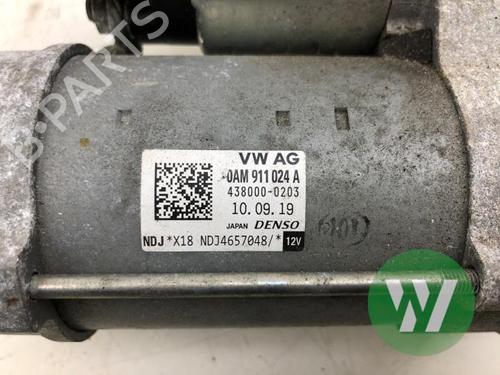 B-PARTS
VW AG
0AM 911 024 A
438000-0203
10.09.19
JAPAN DENSO
NDJ *X18 NDJ4657048/* 12V
W